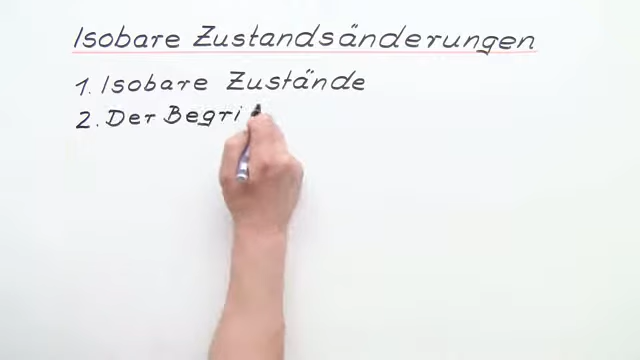 Isobare Zustandsänderungen
1. Isobare Zustände
2. Der Begri